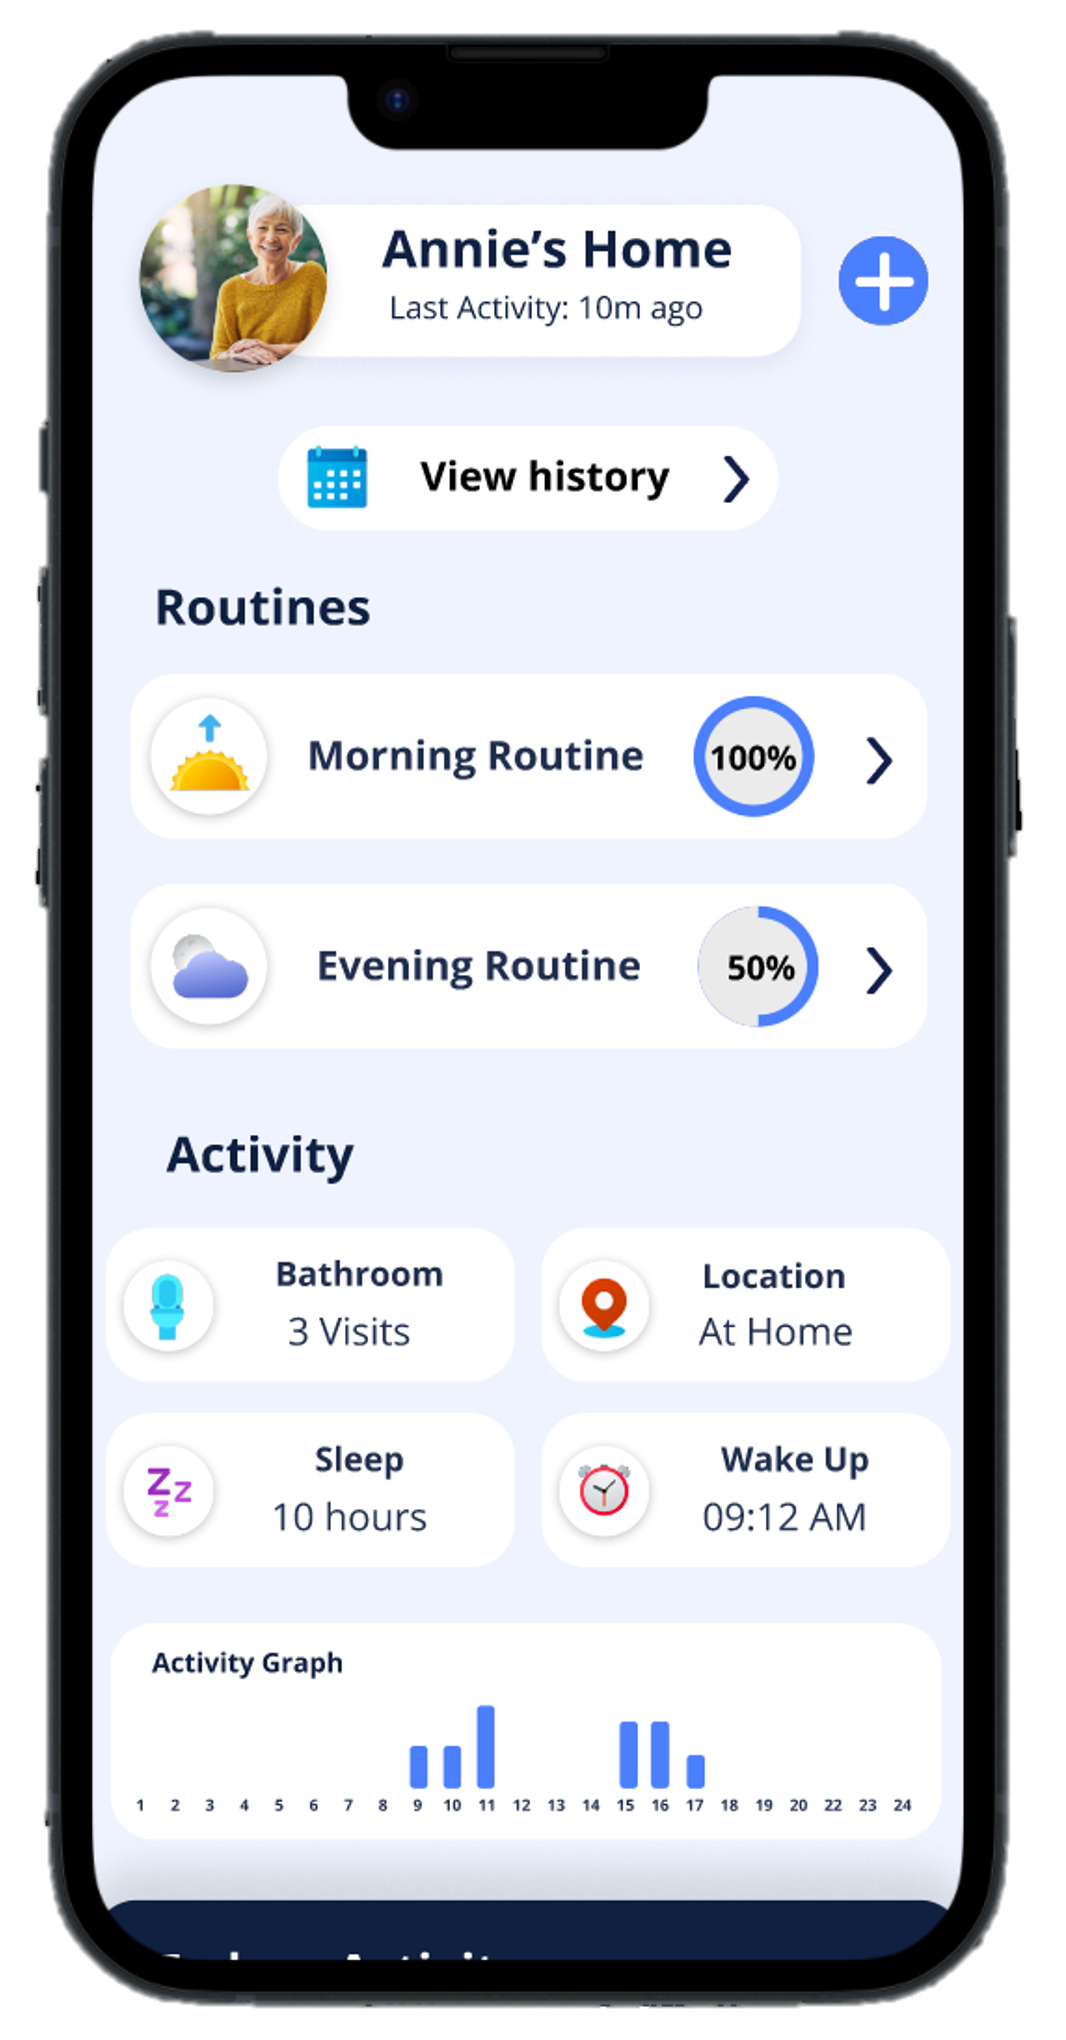 Annie’s Home
Last Activity: 10m ago
View history
Routines
Morning Routine 100%
Evening Routine 50%
Activity
Bathroom
3 Visits
Location
At Home
Sleep
10 hours
Wake Up
09:12 AM
Activity Graph
1 2 3 4 5 6 7 8 9 10 11 12 13 14 15 16 17 18 19 20 22 23 24